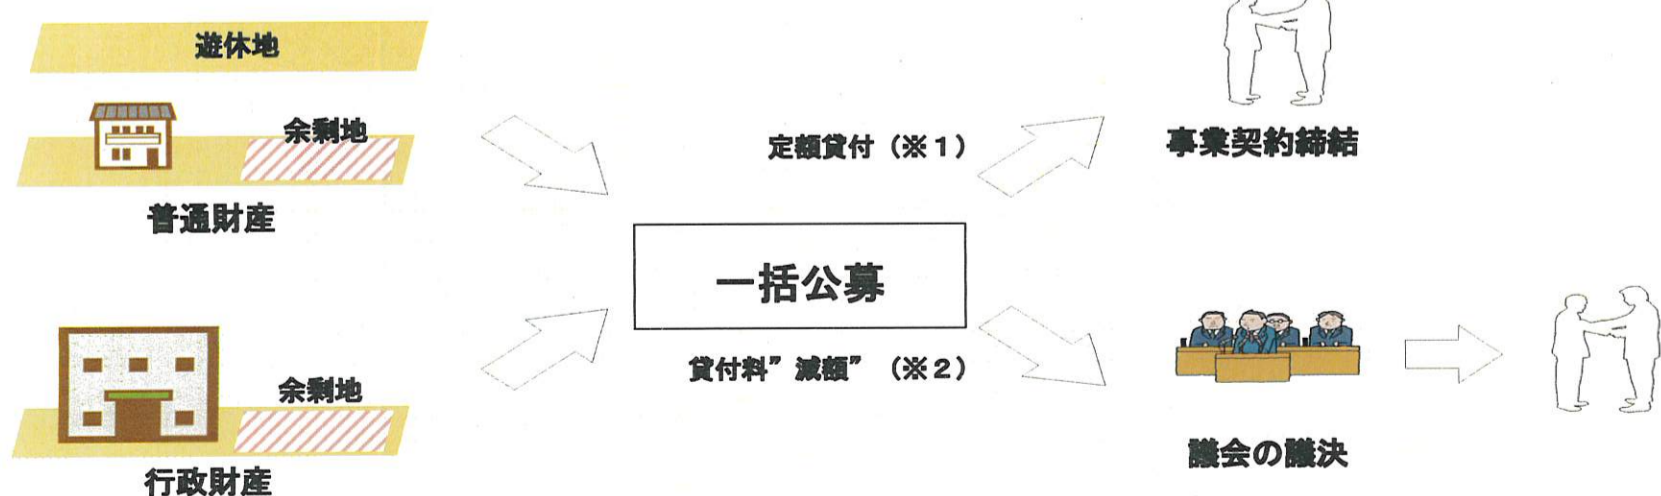 遊休地
余剰地
普通財産
余剰地
行政財産
定額貸付（※１）
一括公募
貸付料”減額”（※２）
事業契約締結
議会の議決